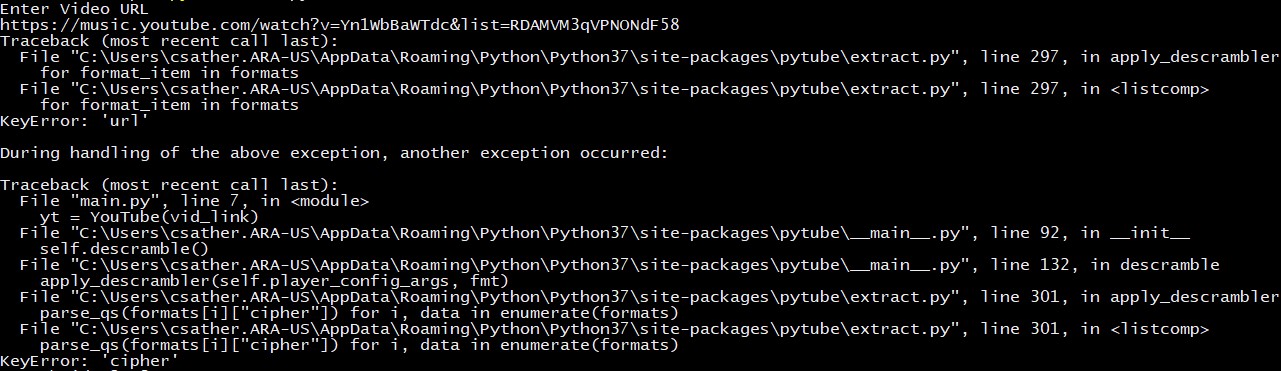 Enter Video URL
https://music.youtube.com/watch?v=Yn1WbBaWTdc&list=RDAMVM3qVPNONdF58
Traceback (most recent call last):
  File "C:\Users\csather.ARA-US\AppData\Roaming\Python\Python37\site-packages\pytube\extract.py", line 297, in apply_descrambler
    for format_item in formats
  File "C:\Users\csather.ARA-US\AppData\Roaming\Python\Python37\site-packages\pytube\extract.py", line 297, in <listcomp>
    for format_item in formats
KeyError: 'url'

During handling of the above exception, another exception occurred:

Traceback (most recent call last):
  File "main.py", line 7, in <module>
    yt = YouTube(vid_link)
  File "C:\Users\csather.ARA-US\AppData\Roaming\Python\Python37\site-packages\pytube\__main__.py", line 92, in __init__
    self.descramble()
  File "C:\Users\csather.ARA-US\AppData\Roaming\Python\Python37\site-packages\pytube\__main__.py", line 132, in descramble
    apply_descrambler(self.player_config_args, fmt)
  File "C:\Users\csather.ARA-US\AppData\Roaming\Python\Python37\site-packages\pytube\extract.py", line 301, in apply_descrambler
    parse_qs(formats[i]["cipher"]) for i, data in enumerate(formats)
  File "C:\Users\csather.ARA-US\AppData\Roaming\Python\Python37\site-packages\pytube\extract.py", line 301, in <listcomp>
    parse_qs(formats[i]["cipher"]) for i, data in enumerate(formats)
KeyError: 'cipher'